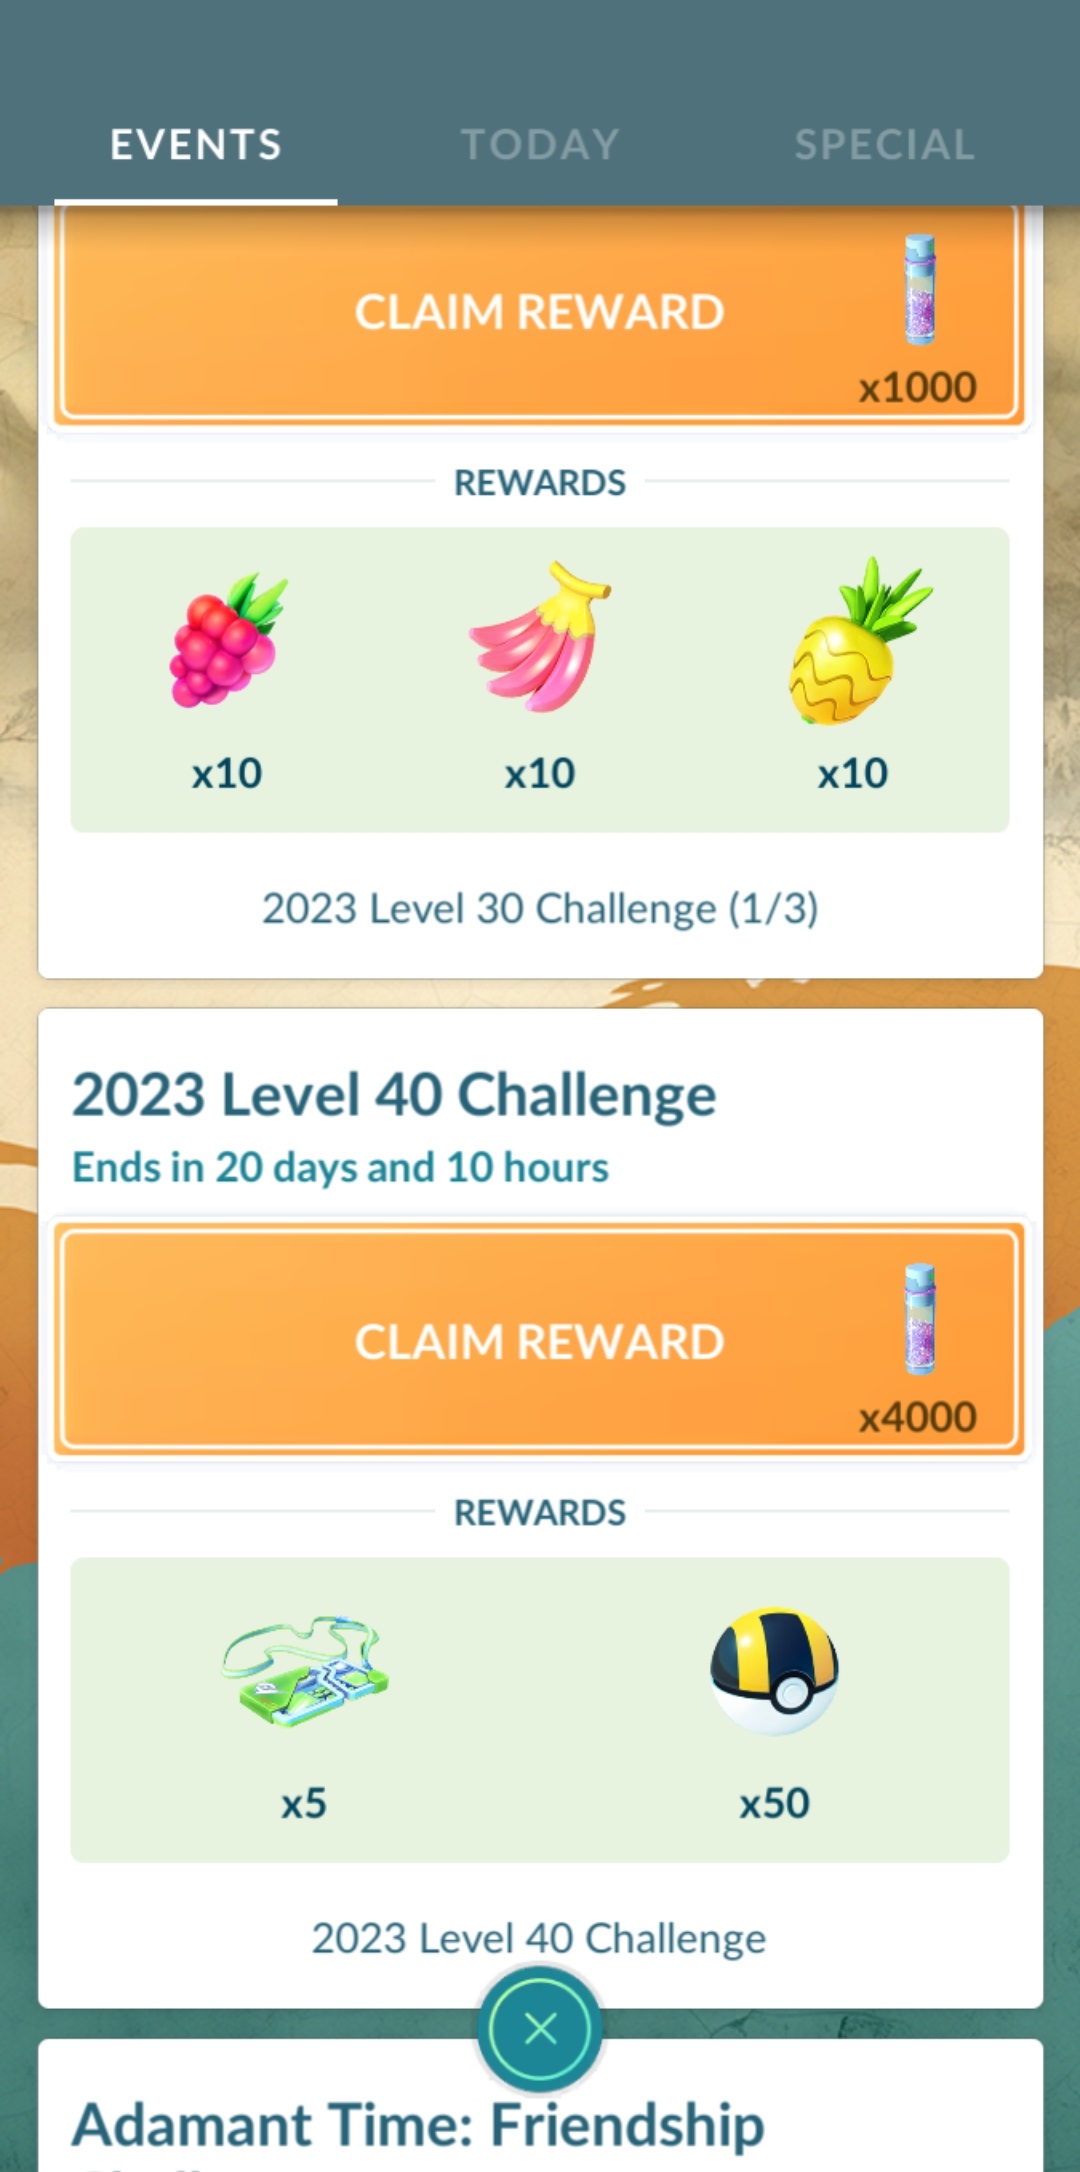 EVENTS TODAY SPECIAL
CLAIM REWARD
x1000
REWARDS
x10 x10 x10
2023 Level 30 Challenge (1/3)
2023 Level 40 Challenge
Ends in 20 days and 10 hours
CLAIM REWARD
x4000
REWARDS
x5 x50
2023 Level 40 Challenge
Adamant Time: Friendship